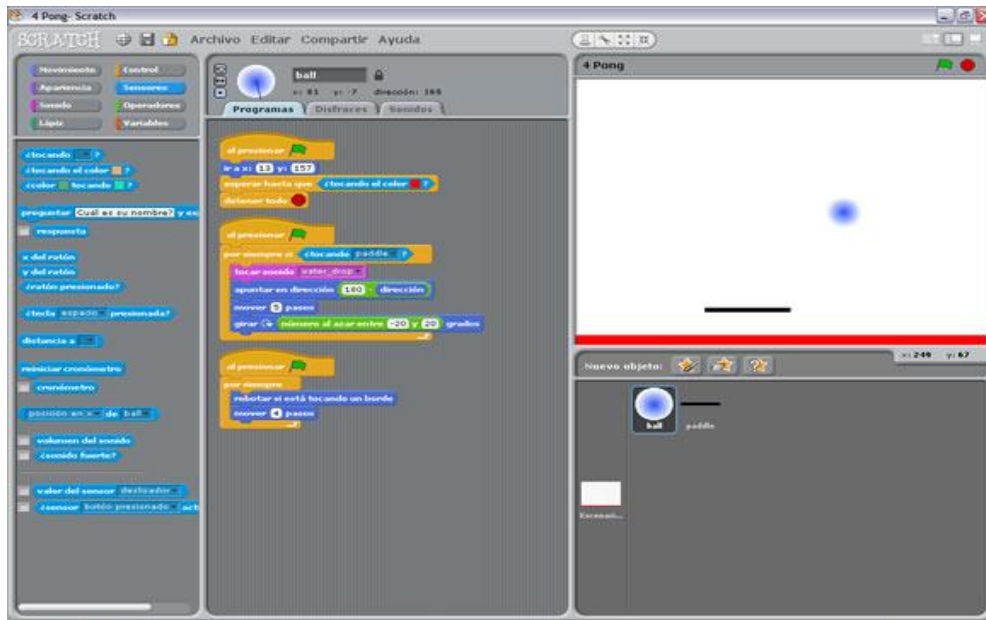 4 Pong- Scratch
SCRATCH Archivo Editar Compartir Ayuda
Movimiento Control
Apariencia Sensores
Sonido Operadores
Lápiz Variables
¿tocando ?
¿tocando el color ?
¿color tocando ?
preguntar Cuál es su nombre? y es
respuesta
x del ratón
y del ratón
¿ratón presionado?
¿tecla espacio presionada?
distancia a
reiniciar cronómetro
cronómetro
posición en x de ball
volumen del sonido
¿sonido fuerte?
valor del sensor deslizador
¿sensor botón presionado act
ball
x: 81 y: -7 dirección: 169
Programas Disfraces Sonidos
al presionar
ir a x: 13 y: 157
esperar hasta que ¿tocando el color ?
detener todo
al presionar
por siempre si ¿tocando paddle ?
tocar sonido water_drop
apuntar en dirección 180 - dirección
mover 5 pasos
girar número al azar entre -20 y 20 grados
al presionar
por siempre
rebotar si está tocando un borde
mover 4 pasos
4 Pong
x: 249 y: 67
Nuevo objeto:
ball paddle
Escenari...